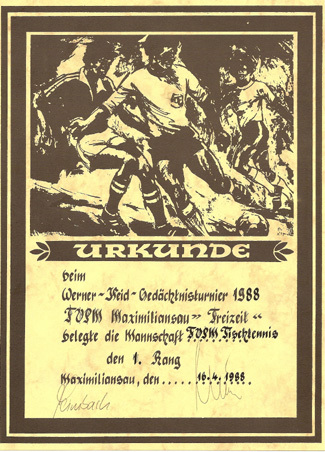 URKUNDE
beim
Werner-Heid-Gedächtnisturnier 1988
TVPM Maximiliansau" Freizeit "
belegte die Mannschaft TVPM Tischtennis
den 1. Rang
Maximiliansau, den ..... 16.4. 1988.